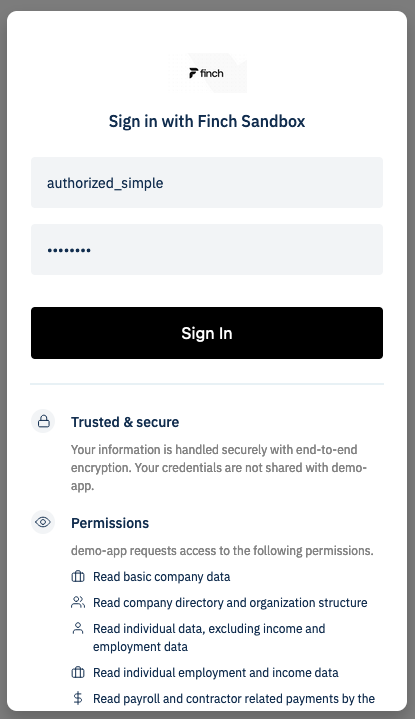 finch
Sign in with Finch Sandbox
authorized_simple
••••••••
Sign In
Trusted & secure
Your information is handled securely with end-to-end
encryption. Your credentials are not shared with demo-
app.
Permissions
demo-app requests access to the following permissions.
Read basic company data
Read company directory and organization structure
Read individual data, excluding income and
employment data
Read individual employment and income data
Read payroll and contractor related payments by the